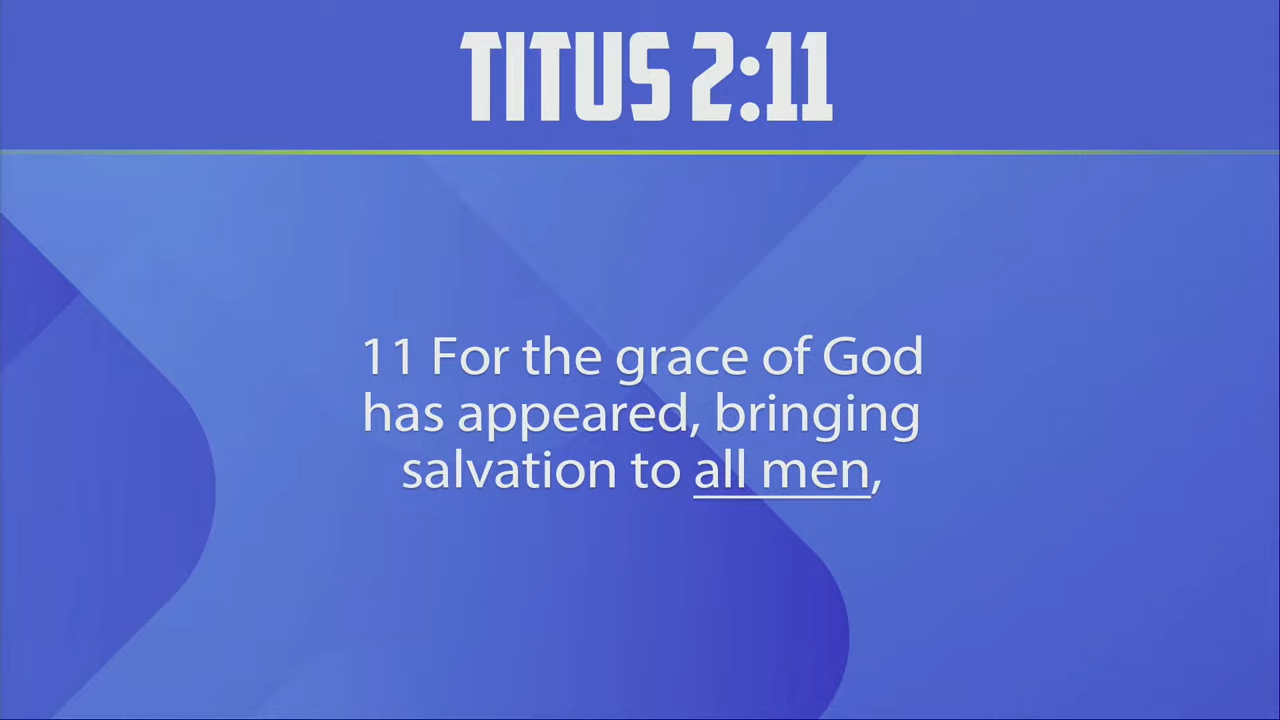 TITUS 2:11
11 For the grace of God
has appeared, bringing
salvation to all men,